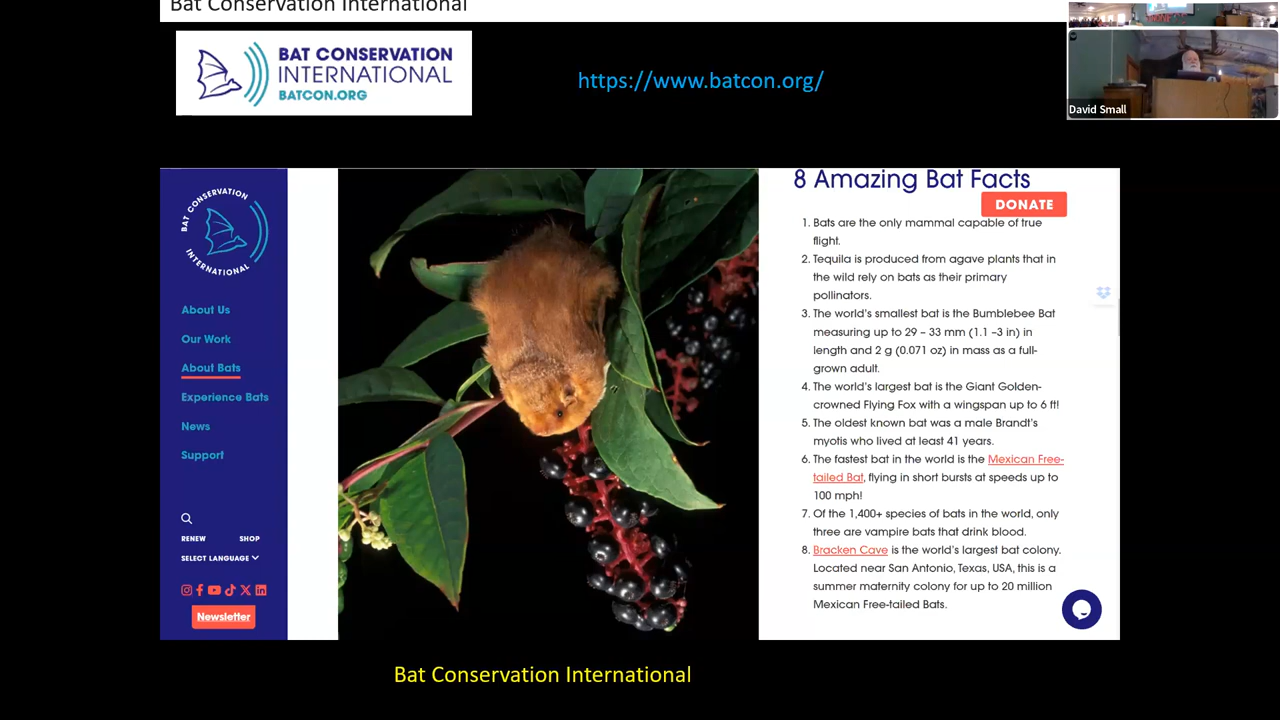 Bat Conservation International
BAT CONSERVATION
INTERNATIONAL
BATCON.ORG
https://www.batcon.org/
David Small
BAT CONSERVATION
INTERNATIONAL
About Us
Our Work
About Bats
Experience Bats
News
Support
RENEW SHOP
SELECT LANGUAGE
Newsletter
8 Amazing Bat Facts
DONATE
1. Bats are the only mammal capable of true
flight.
2. Tequila is produced from agave plants that in
the wild rely on bats as their primary
pollinators.
3. The world's smallest bat is the Bumblebee Bat
measuring up to 29 – 33 mm (1.1 –3 in) in
length and 2 g (0.071 oz) in mass as a full-
grown adult.
4. The world's largest bat is the Giant Golden-
crowned Flying Fox with a wingspan up to 6 ft!
5. The oldest known bat was a male Brandt's
myotis who lived at least 41 years.
6. The fastest bat in the world is the Mexican Free-
tailed Bat, flying in short bursts at speeds up to
100 mph!
7. Of the 1,400+ species of bats in the world, only
three are vampire bats that drink blood.
8. Bracken Cave is the world's largest bat colony.
Located near San Antonio, Texas, USA, this is a
summer maternity colony for up to 20 million
Mexican Free-tailed Bats.
Bat Conservation International